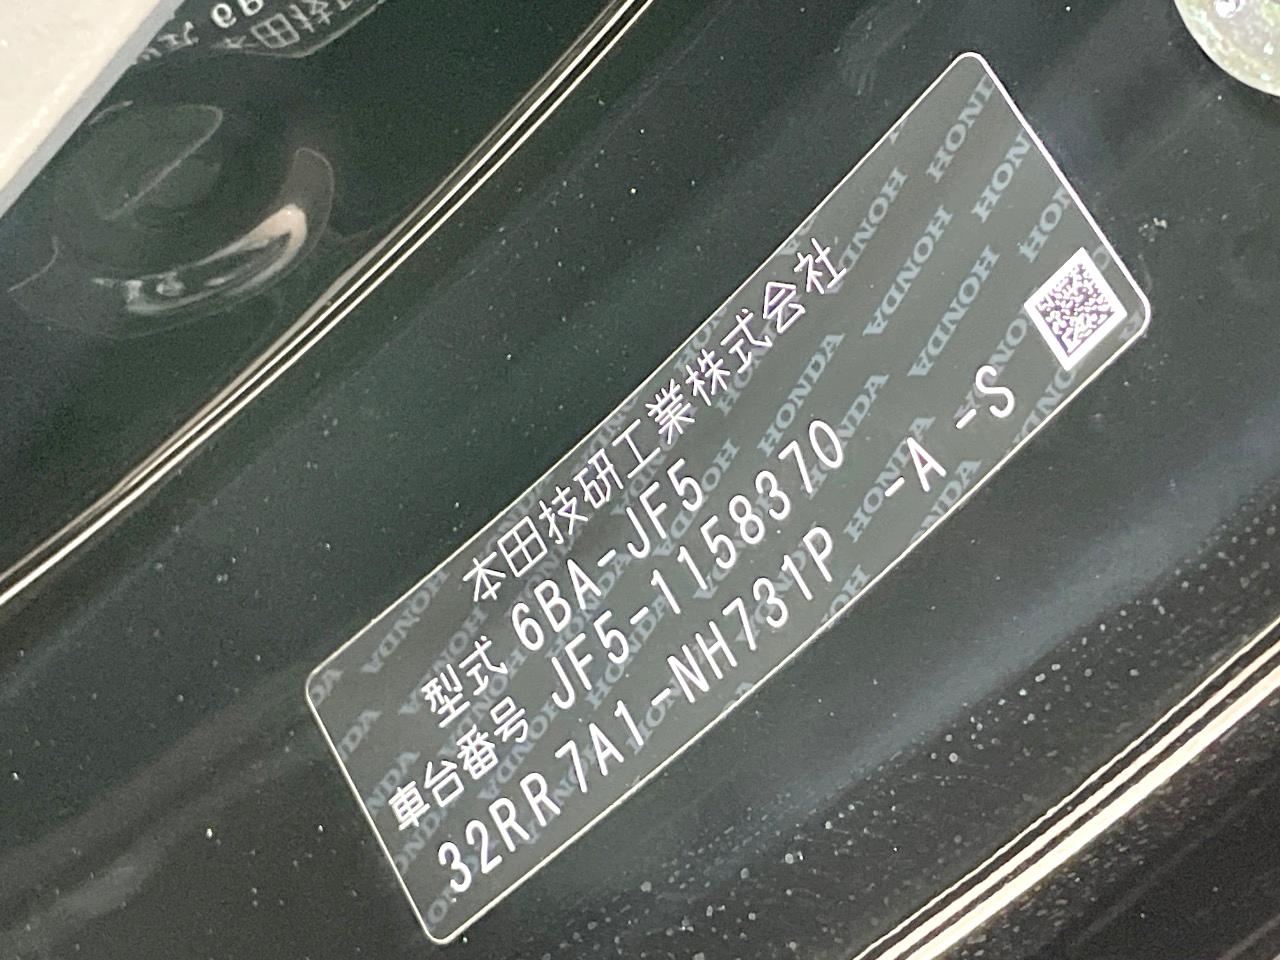 本田技研工業株式会社
型式 6BA-JF5
車台番号 JF5-1158370
32RR7A1-NH731P -A -S